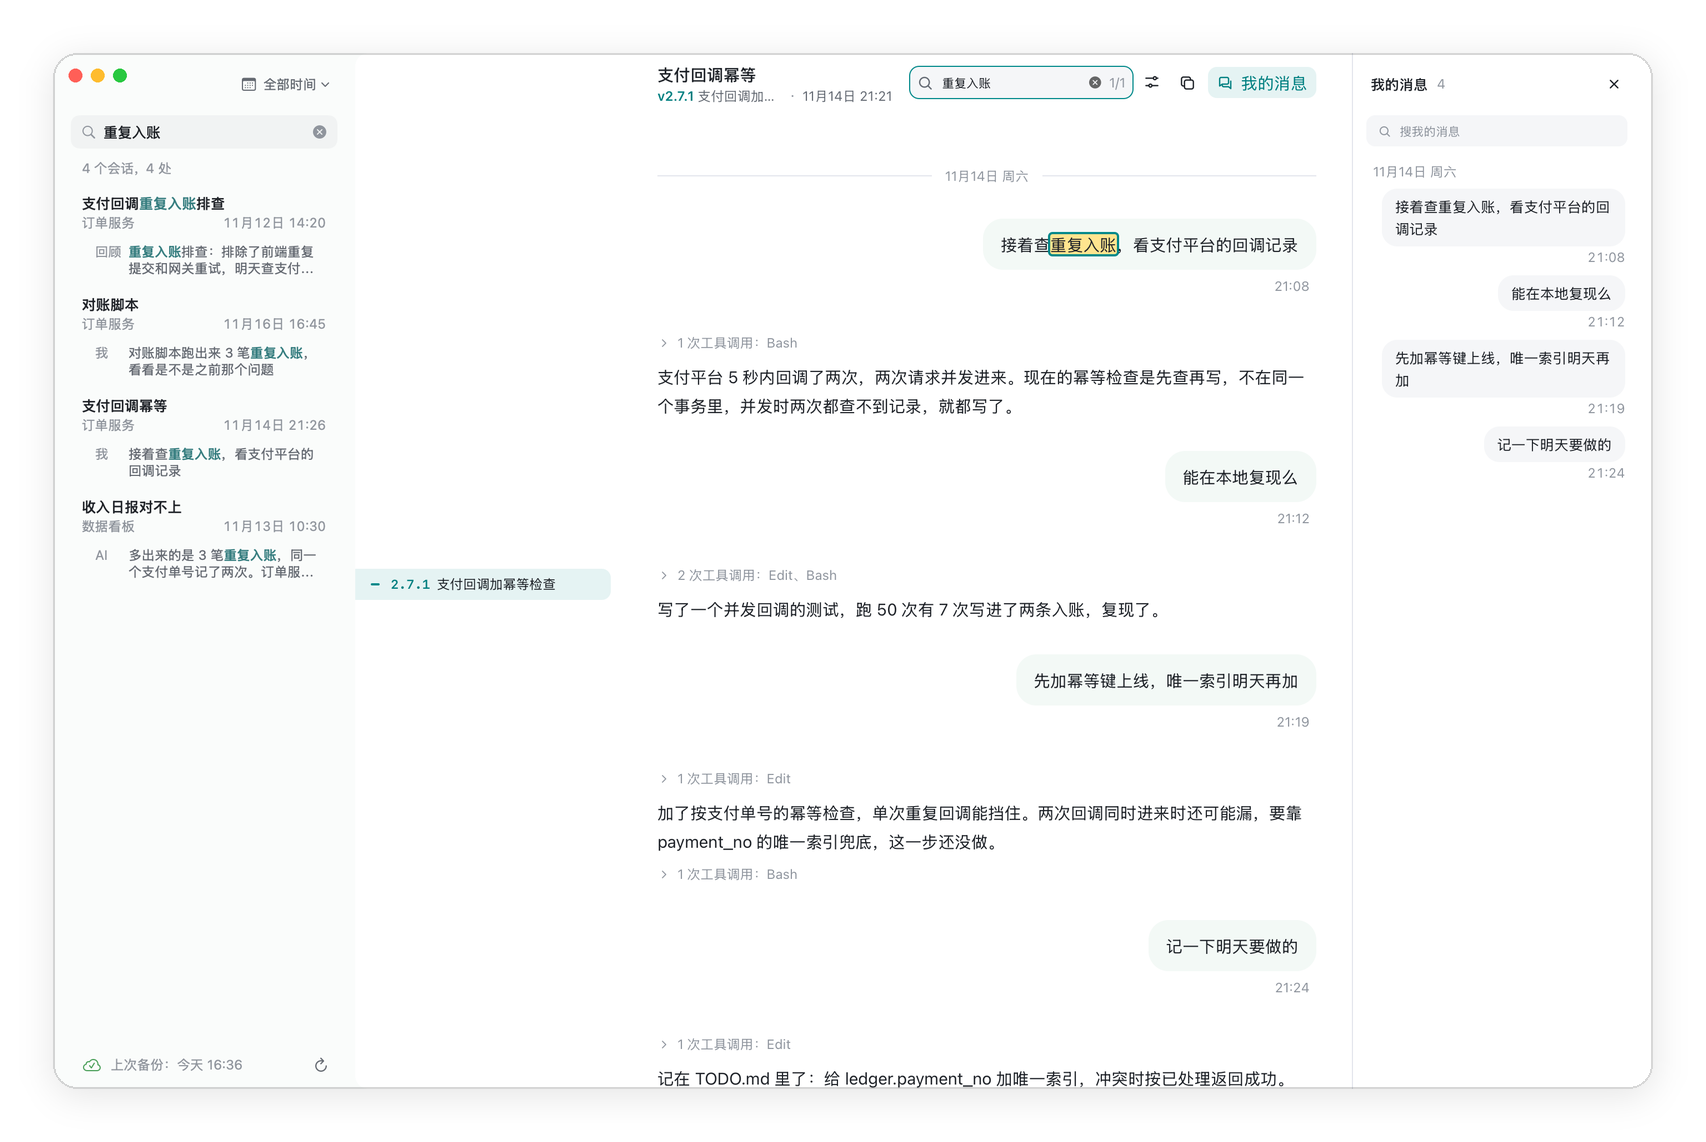 全部时间
重复入账
4 个会话，4 处
支付回调重复入账排查
订单服务 11月12日 14:20
回顾 重复入账排查：排除了前端重复
提交和网关重试，明天查支付...
对账脚本
订单服务 11月16日 16:45
我 对账脚本跑出来 3 笔重复入账，
看看是不是之前那个问题
支付回调幂等
订单服务 11月14日 21:26
我 接着查重复入账，看支付平台的
回调记录
收入日报对不上
数据看板 11月13日 10:30
AI 多出来的是 3 笔重复入账，同一
个支付单号记了两次。订单服...
上次备份：今天 16:36
2.7.1 支付回调加幂等检查
支付回调幂等
v2.7.1 支付回调加... · 11月14日 21:21
重复入账 1/1
我的消息
11月14日 周六
接着查重复入账，看支付平台的回调记录
21:08
1 次工具调用：Bash
支付平台 5 秒内回调了两次，两次请求并发进来。现在的幂等检查是先查再写，不在同一
个事务里，并发时两次都查不到记录，就都写了。
能在本地复现么
21:12
2 次工具调用：Edit、Bash
写了一个并发回调的测试，跑 50 次有 7 次写进了两条入账，复现了。
先加幂等键上线，唯一索引明天再加
21:19
1 次工具调用：Edit
加了按支付单号的幂等检查，单次重复回调能挡住。两次回调同时进来时还可能漏，要靠
payment_no 的唯一索引兜底，这一步还没做。
1 次工具调用：Bash
记一下明天要做的
21:24
1 次工具调用：Edit
记在 TODO.md 里了：给 ledger.payment_no 加唯一索引，冲突时按已处理返回成功。
我的消息 4
搜我的消息
11月14日 周六
接着查重复入账，看支付平台的回
调记录
21:08
能在本地复现么
21:12
先加幂等键上线，唯一索引明天再
加
21:19
记一下明天要做的
21:24